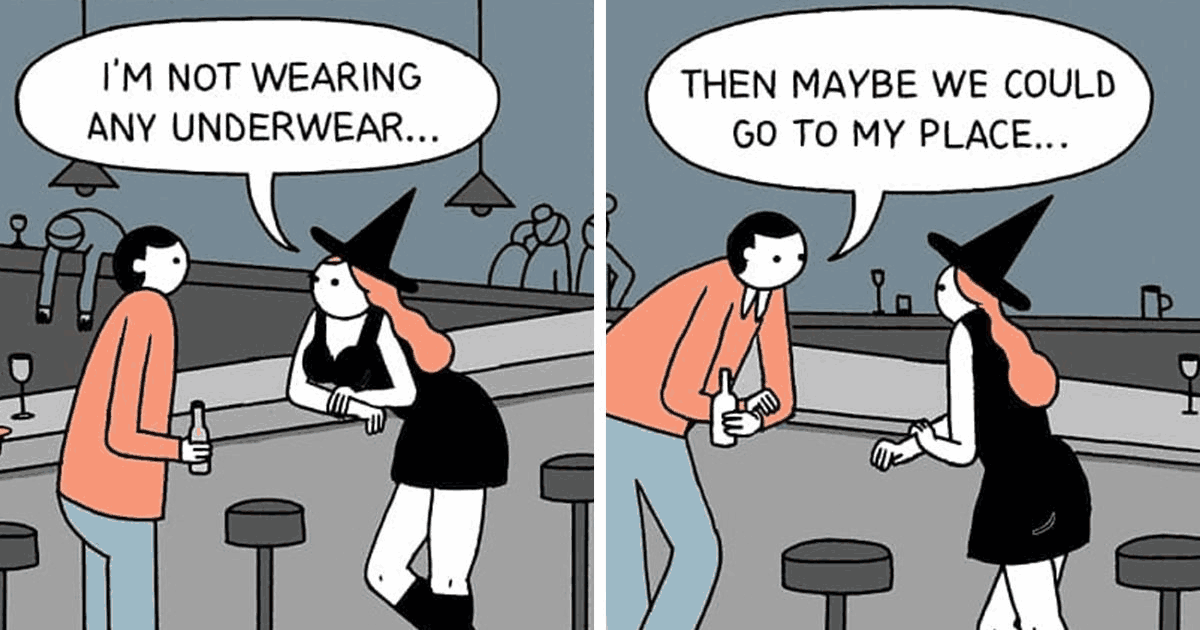 I'M NOT WEARING
ANY UNDERWEAR...
THEN MAYBE WE COULD
GO TO MY PLACE...